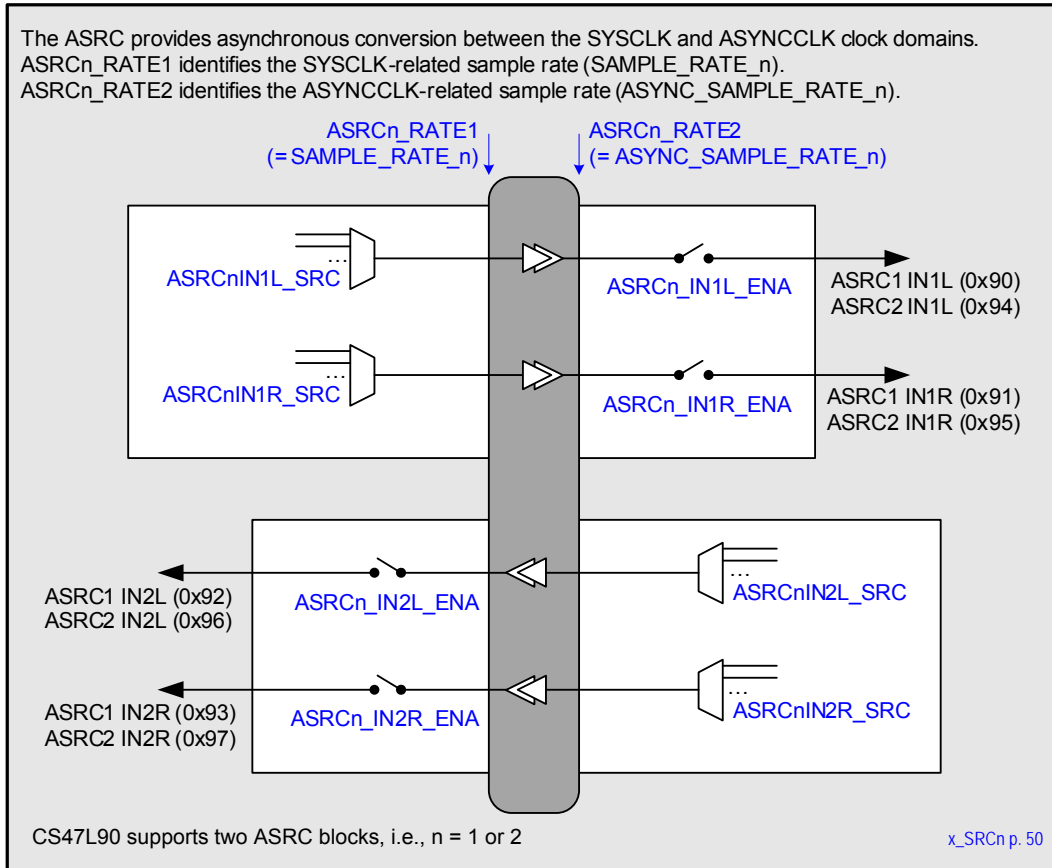 The ASRC provides asynchronous conversion between the SYSCLK and ASYNCCLK clock domains.
ASRCn_RATE1 identifies the SYSCLK-related sample rate (SAMPLE_RATE_n).
ASRCn_RATE2 identifies the ASYNCCLK-related sample rate (ASYNC_SAMPLE_RATE_n).
ASRCn_RATE1
(= SAMPLE_RATE_n)
ASRCn_RATE2
(= ASYNC_SAMPLE_RATE_n)
...
ASRCnIN1L_SRC
ASRCn_IN1L_ENA
ASRC1 IN1L (0x90)
ASRC2 IN1L (0x94)
...
ASRCnIN1R_SRC
ASRCn_IN1R_ENA
ASRC1 IN1R (0x91)
ASRC2 IN1R (0x95)
ASRC1 IN2L (0x92)
ASRC2 IN2L (0x96)
ASRCn_IN2L_ENA
...
ASRCnIN2L_SRC
ASRC1 IN2R (0x93)
ASRC2 IN2R (0x97)
ASRCn_IN2R_ENA
...
ASRCnIN2R_SRC
CS47L90 supports two ASRC blocks, i.e., n = 1 or 2
x_SRCn p. 50